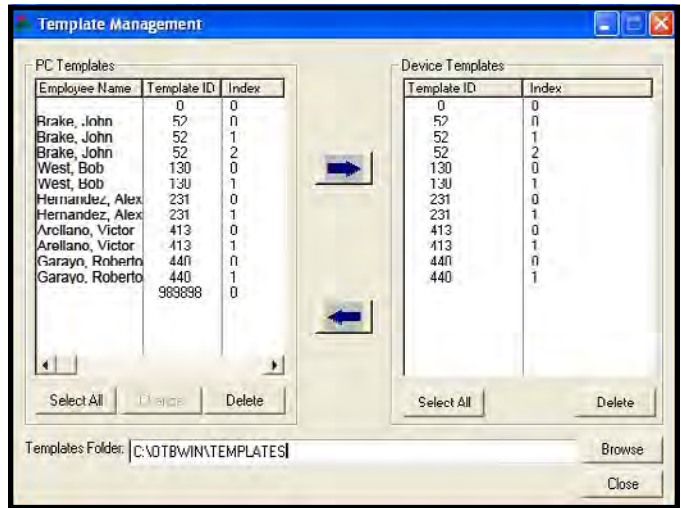 Template Management
PC Templates
Employee Name Template ID Index
0 0
Brake, John 52 0
Brake, John 52 1
Brake, John 52 2
West, Bob 130 0
West, Bob 130 1
Hernandez, Alex 231 0
Hernandez, Alex 231 1
Arellano, Victor 413 0
Arellano, Victor 413 1
Garayo, Roberto 440 0
Garayo, Roberto 440 1
989898 0
Select All Change Delete
Device Templates
Template ID Index
0 0
52 0
52 1
52 2
130 0
130 1
231 0
231 1
413 0
413 1
440 0
440 1
Select All Delete
Templates Folder: C:\OTBWIN\TEMPLATES Browse
Close